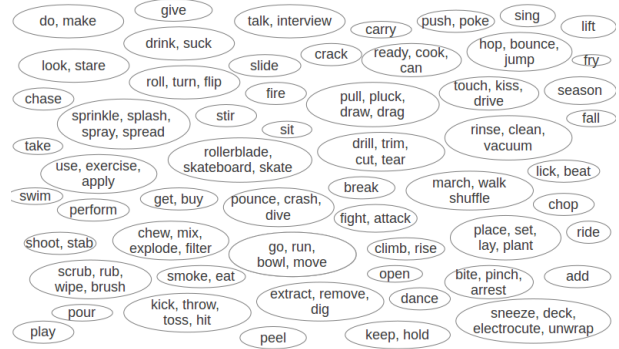 do, make
give
talk, interview
carry
push, poke
sing
lift
drink, suck
look, stare
slide
crack
ready, cook,
can
hop, bounce,
jump
fry
chase
roll, turn, flip
fire
pull, pluck,
draw, drag
touch, kiss,
drive
season
sprinkle, splash,
spray, spread
stir
sit
fall
take
rollerblade,
skateboard, skate
drill, trim,
cut, tear
rinse, clean,
vacuum
use, exercise,
apply
lick, beat
swim
perform
get, buy
pounce, crash,
dive
break
march, walk
shuffle
chop
fight, attack
shoot, stab
chew, mix,
explode, filter
go, run,
bowl, move
climb, rise
place, set,
lay, plant
ride
scrub, rub,
wipe, brush
smoke, eat
open
bite, pinch,
arrest
add
pour
kick, throw,
toss, hit
extract, remove,
dig
dance
play
peel
keep, hold
sneeze, deck,
electrocute, unwrap